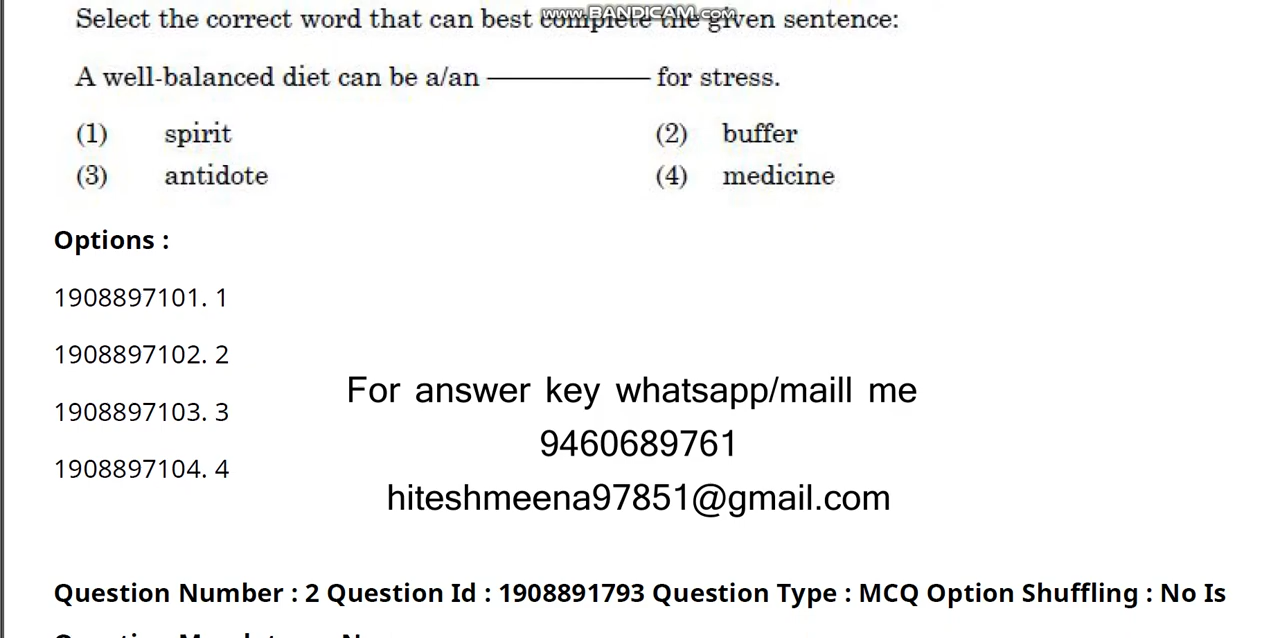 www.BANDICAM.com
Select the correct word that can best complete the given sentence:
A well-balanced diet can be a/an ———— for stress.
(1) spirit (2) buffer
(3) antidote (4) medicine
Options :
1908897101. 1
1908897102. 2
1908897103. 3
1908897104. 4
For answer key whatsapp/maill me
9460689761
hiteshmeena97851@gmail.com
Question Number : 2 Question Id : 1908891793 Question Type : MCQ Option Shuffling : No Is